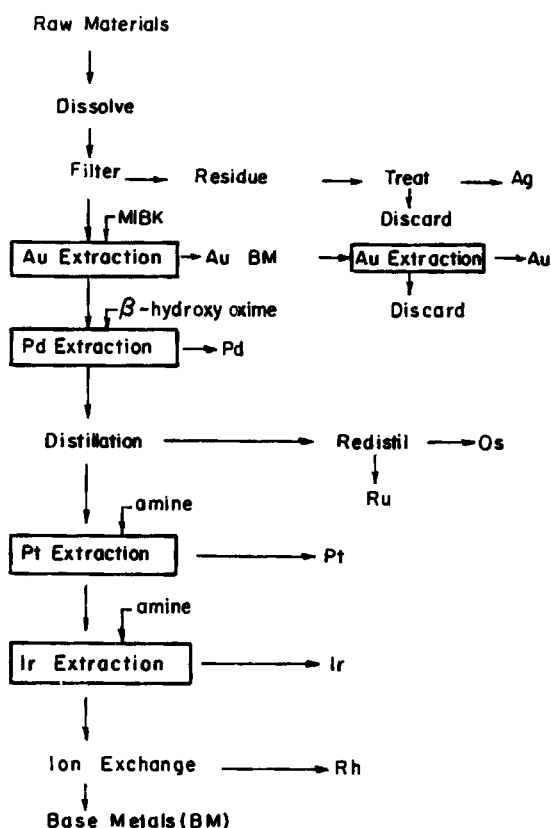 Raw Materials
Dissolve
Filter Residue Treat Ag
Discard
MIBK
Au Extraction Au BM Au Extraction Au
Discard
β-hydroxy oxime
Pd Extraction Pd
Distillation Redistil Os
Ru
amine
Pt Extraction Pt
amine
Ir Extraction Ir
Ion Exchange Rh
Base Metals (BM)